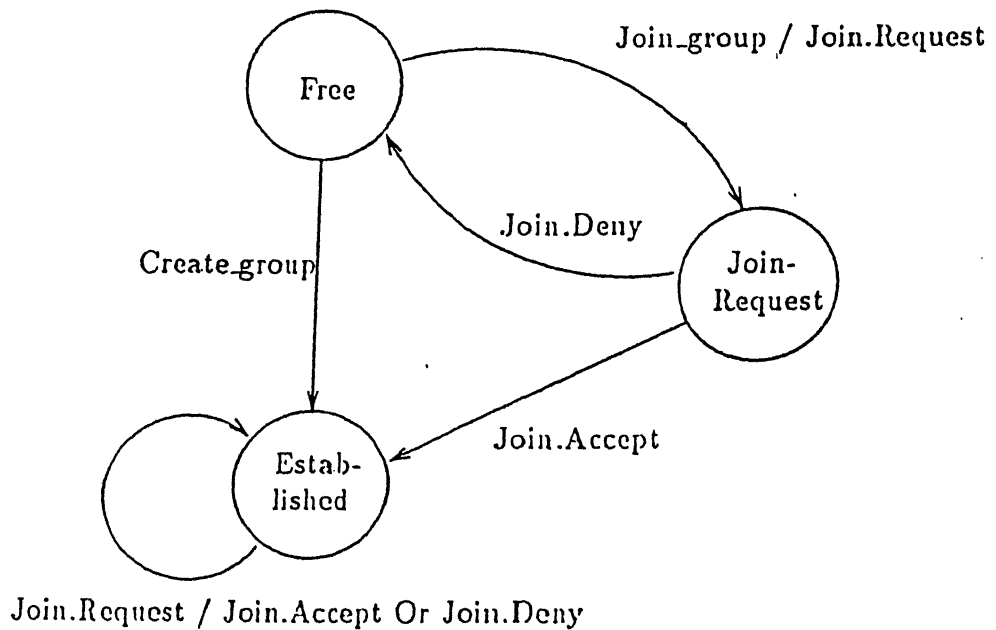 Join_group / Join.Request
Free
Join.Deny
Create_group
Join-
Request
Join.Accept
Estab-
lished
Join.Request / Join.Accept Or Join.Deny